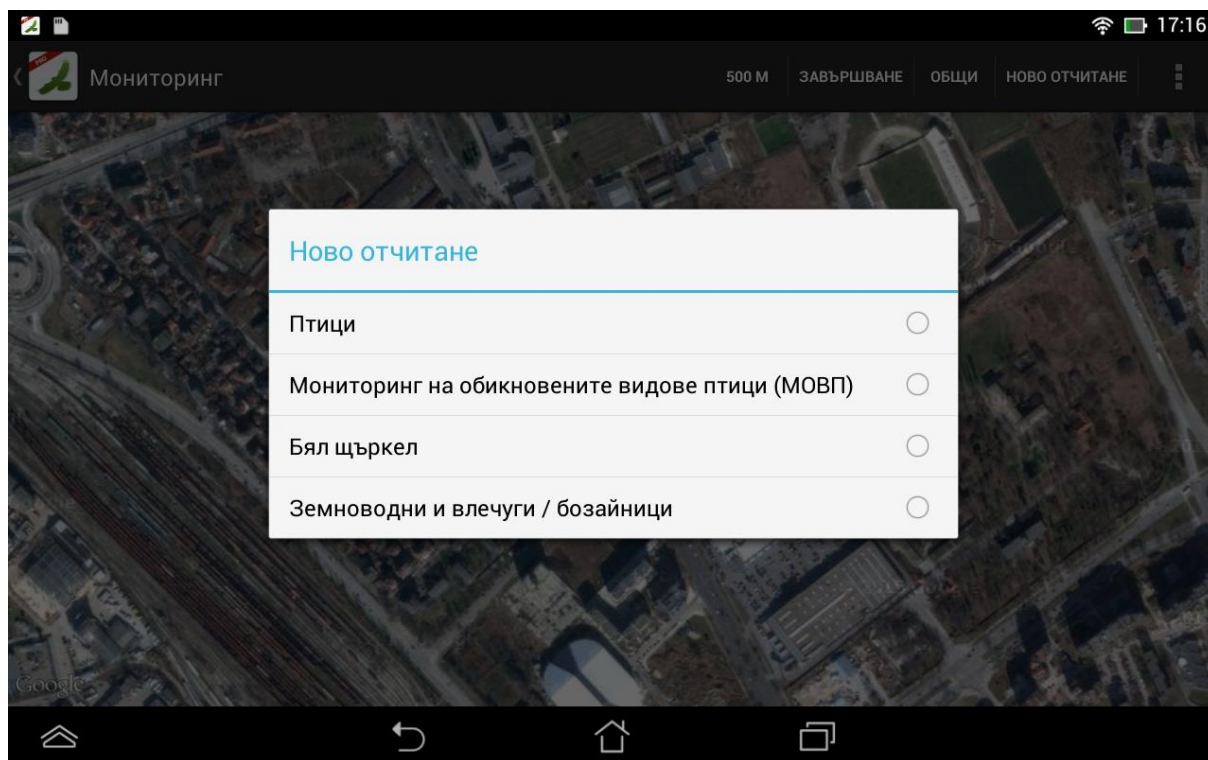 17:16
PRO
Мониторинг
500 М
ЗАВЪРШВАНЕ
ОБЩИ
НОВО ОТЧИТАНЕ
Ново отчитане
Птици
Мониторинг на обикновените видове птици (МОВП)
Бял щъркел
Земноводни и влечуги / бозайници
Google